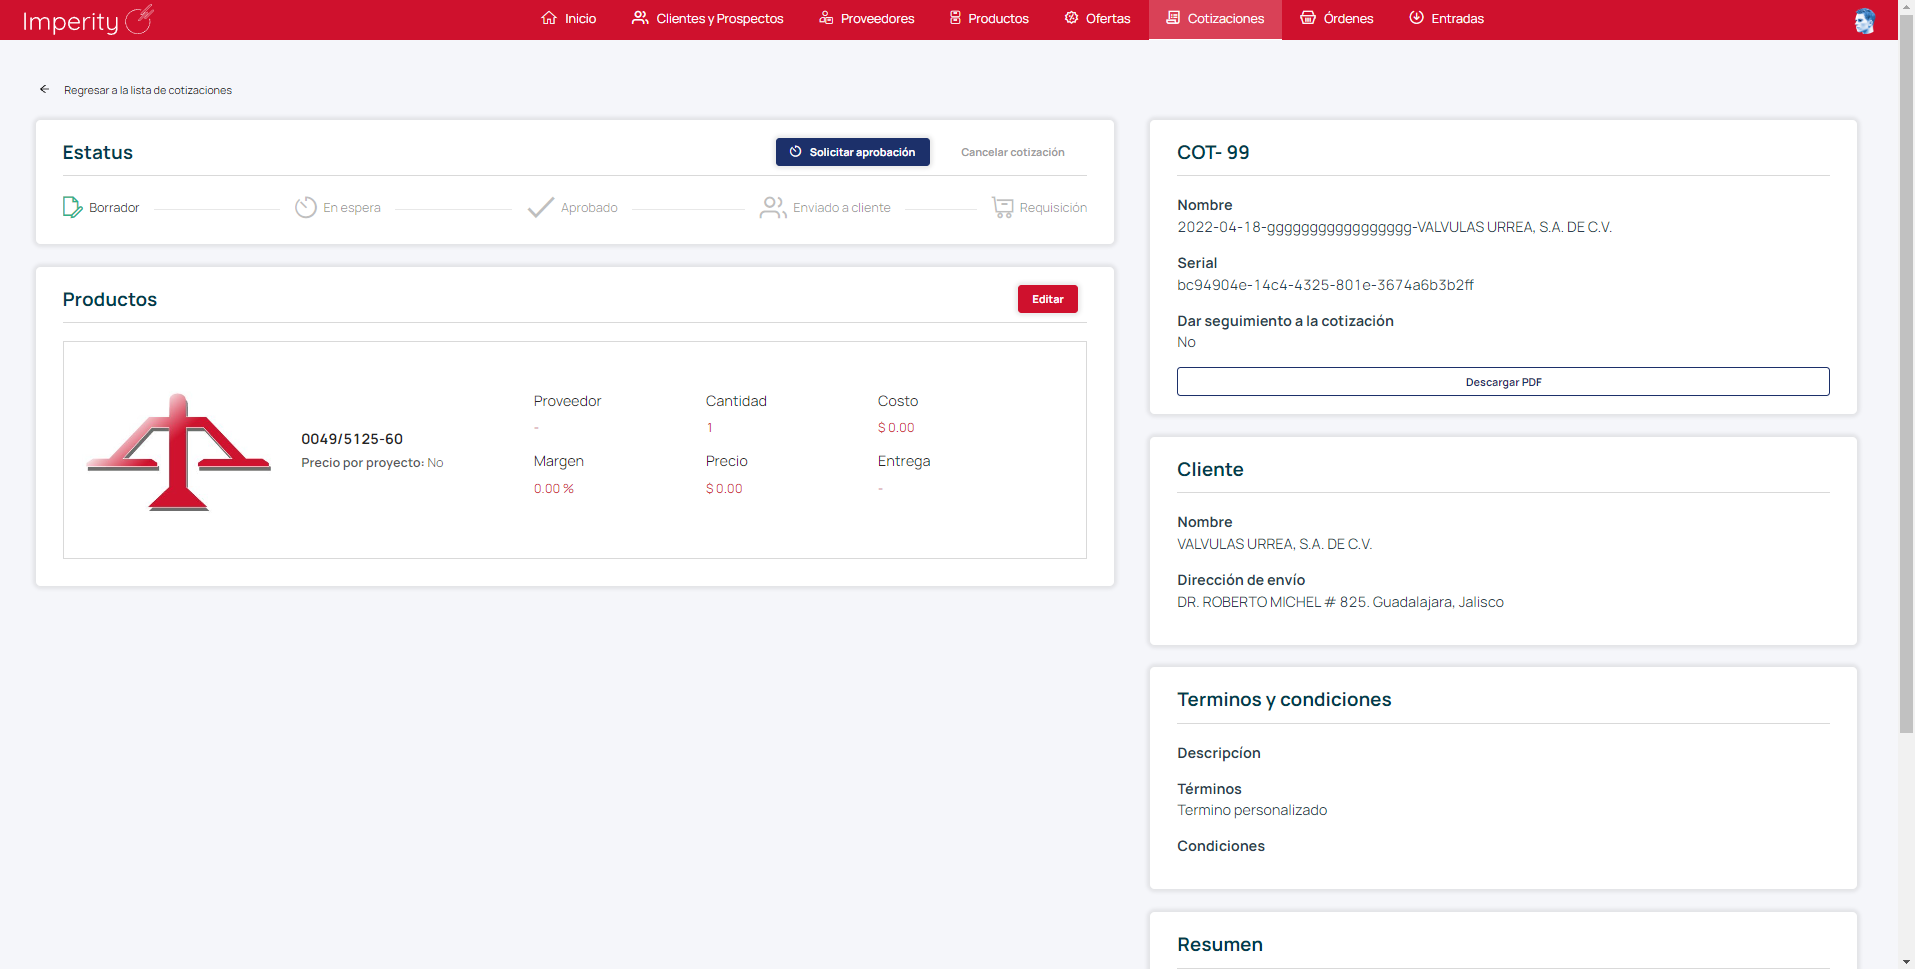 Imperity
Inicio
Clientes y Prospectos
Proveedores
Productos
Ofertas
Cotizaciones
Órdenes
Entradas
Regresar a la lista de cotizaciones
Estatus
Solicitar aprobación
Cancelar cotización
Borrador
En espera
Aprobado
Enviado a cliente
Requisición
Productos
Editar
0049/5125-60
Precio por proyecto: No
Proveedor
-
Cantidad
1
Costo
$ 0.00
Margen
0.00 %
Precio
$ 0.00
Entrega
-
COT- 99
Nombre
2022-04-18-ggggggggggggggggg-VALVULAS URREA, S.A. DE C.V.
Serial
bc94904e-14c4-4325-801e-3674a6b3b2ff
Dar seguimiento a la cotización
No
Descargar PDF
Cliente
Nombre
VALVULAS URREA, S.A. DE C.V.
Dirección de envío
DR. ROBERTO MICHEL # 825. Guadalajara, Jalisco
Terminos y condiciones
Descripcíon
Términos
Termino personalizado
Condiciones
Resumen